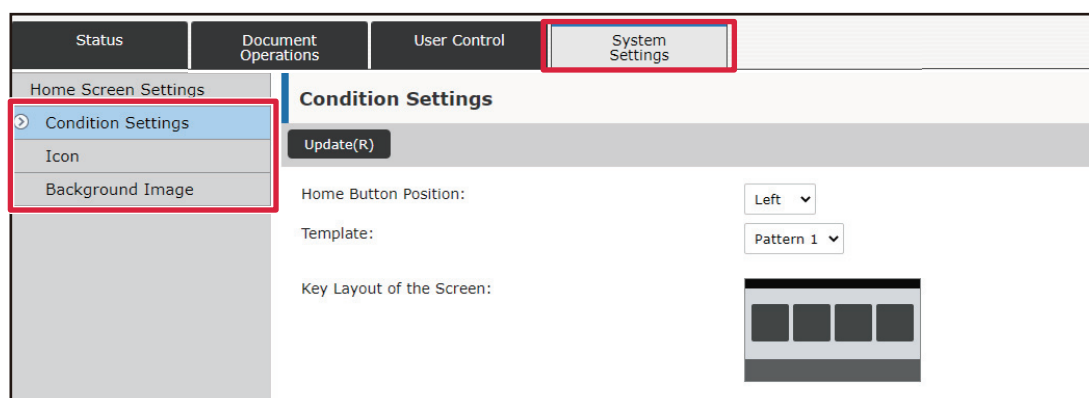 Status
Document
Operations
User Control
System
Settings
Home Screen Settings
Condition Settings
Icon
Background Image
Condition Settings
Update(R)
Home Button Position:
Left
Template:
Pattern 1
Key Layout of the Screen: